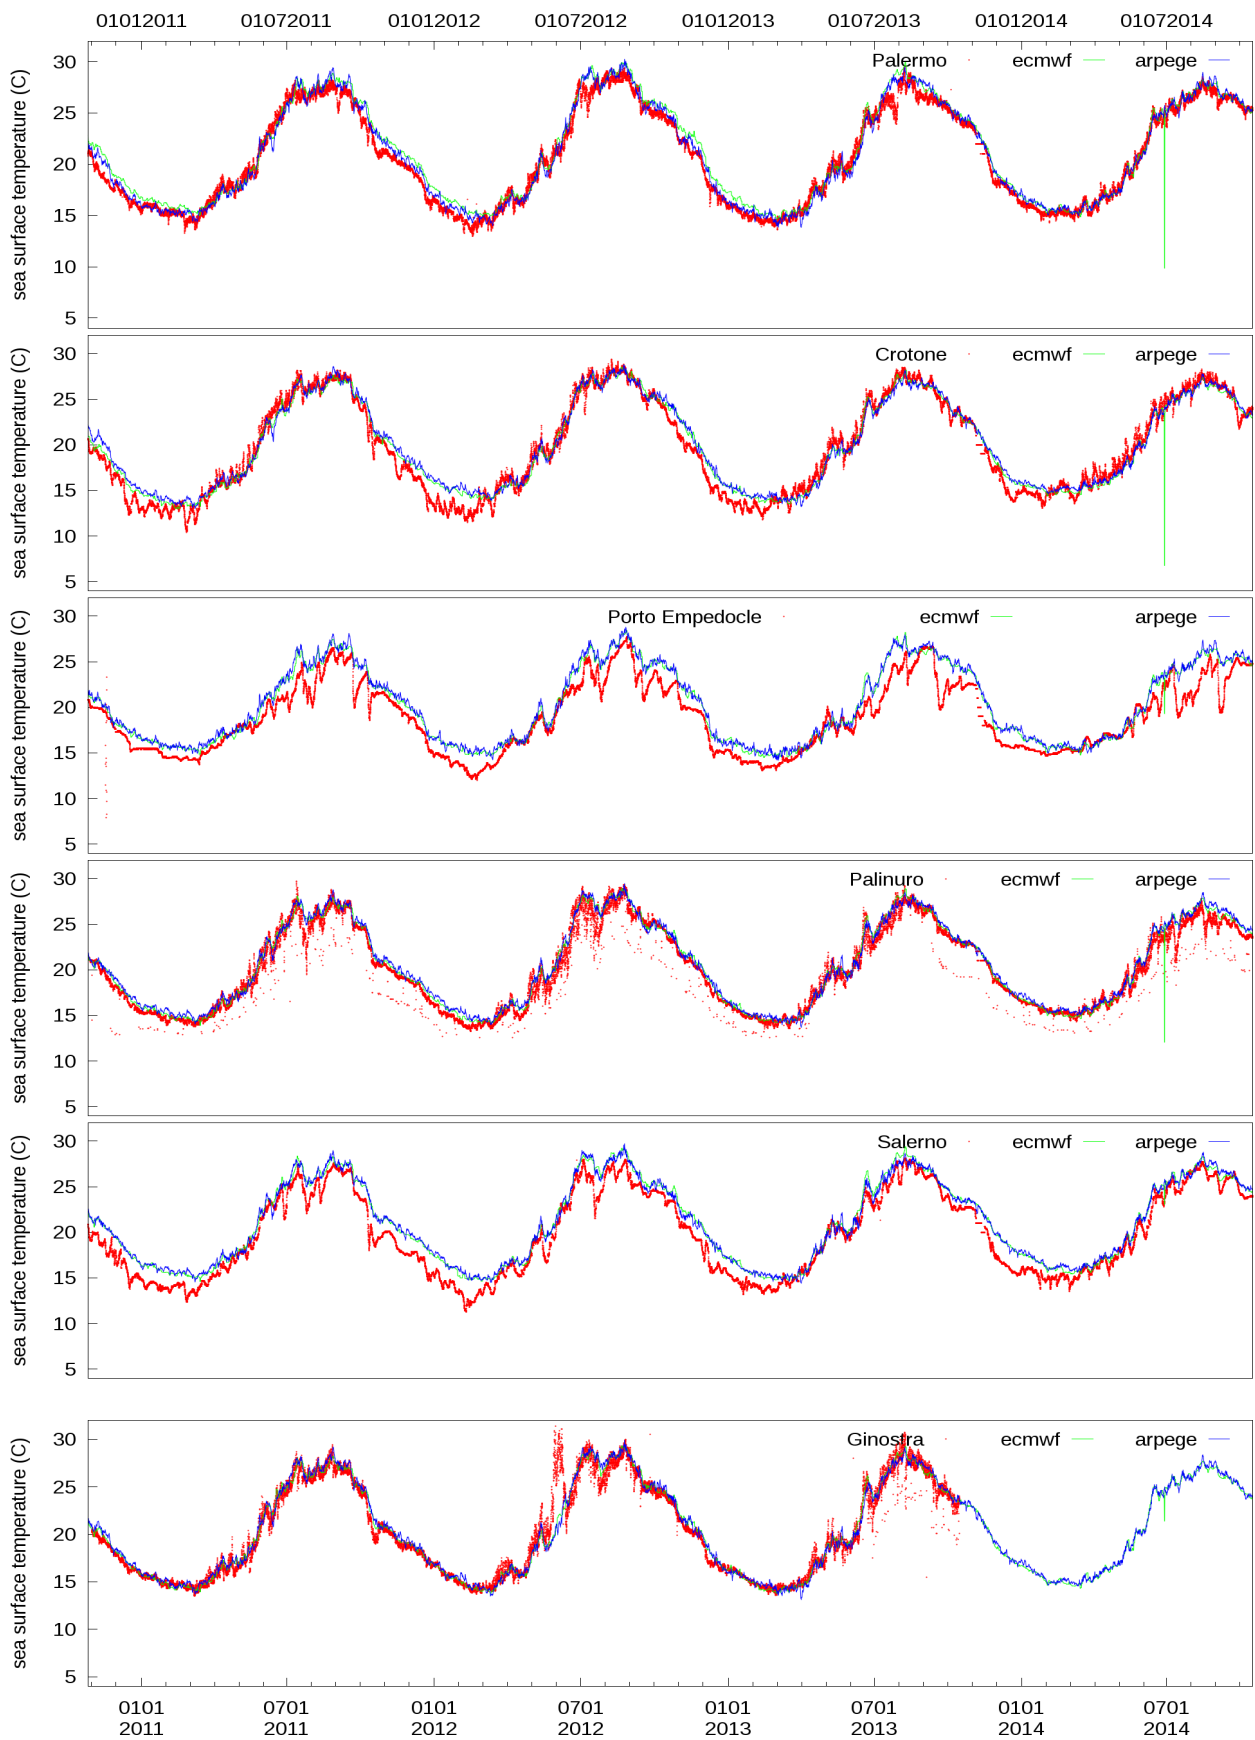 01012011 01072011 01012012 01072012 01012013 01072013 01012014 01072014
sea surface temperature (C)
30
25
20
15
10
5
Palermo ecmwf arpege
sea surface temperature (C)
30
25
20
15
10
5
Crotone ecmwf arpege
sea surface temperature (C)
30
25
20
15
10
5
Porto Empedocle ecmwf arpege
sea surface temperature (C)
30
25
20
15
10
5
Palinuro ecmwf arpege
sea surface temperature (C)
30
25
20
15
10
5
Salerno ecmwf arpege
sea surface temperature (C)
30
25
20
15
10
5
Ginostra ecmwf arpege
0101 0701 0101 0701 0101 0701 0101 0701
2011 2011 2012 2012 2013 2013 2014 2014